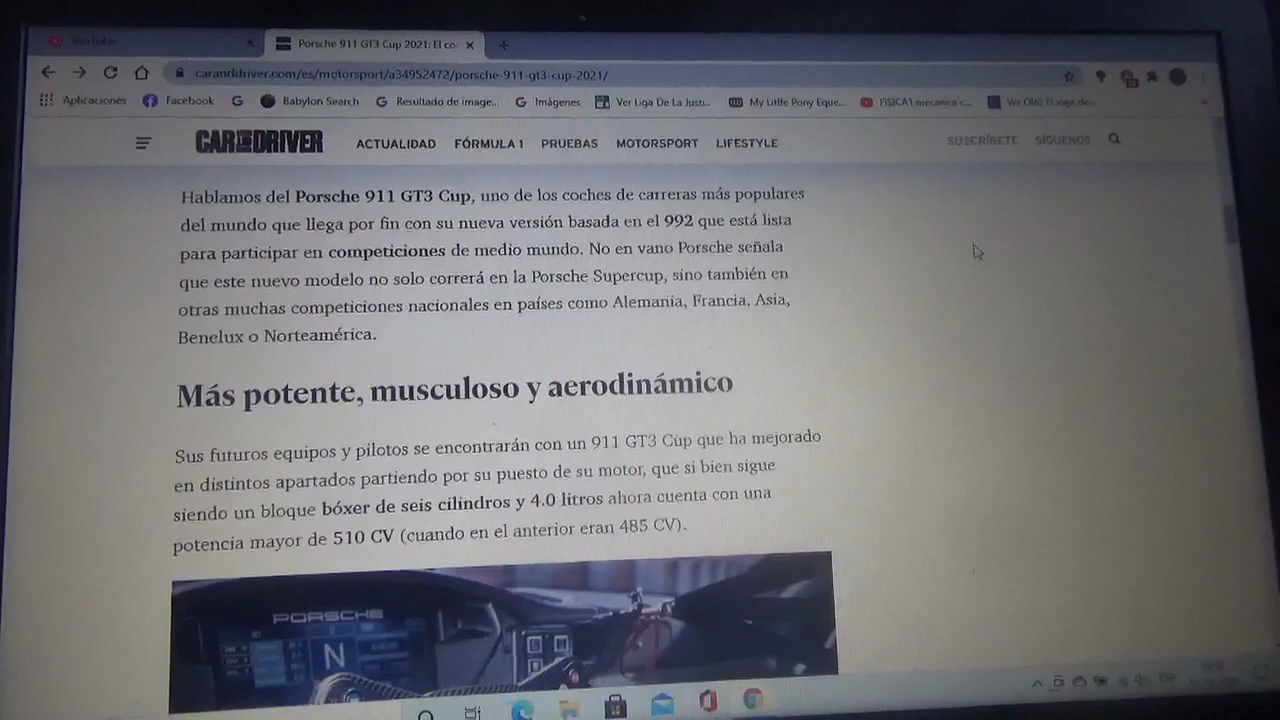 YouTube
Porsche 911 GT3 Cup 2021: El co
caranddriver.com/es/motorsport/a34952472/porsche-911-gt3-cup-2021/
Aplicaciones Facebook Babylon Search Resultado de image... Imágenes Ver Liga De La Justi... My Little Pony Eque... FISICA 1 mecanica c...
CAR AND DRIVER ACTUALIDAD FÓRMULA 1 PRUEBAS MOTORSPORT LIFESTYLE SUSCRÍBETE SÍGUENOS
Hablamos del Porsche 911 GT3 Cup, uno de los coches de carreras más populares
del mundo que llega por fin con su nueva versión basada en el 992 que está lista
para participar en competiciones de medio mundo. No en vano Porsche señala
que este nuevo modelo no solo correrá en la Porsche Supercup, sino también en
otras muchas competiciones nacionales en países como Alemania, Francia, Asia,
Benelux o Norteamérica.
Más potente, musculoso y aerodinámico
Sus futuros equipos y pilotos se encontrarán con un 911 GT3 Cup que ha mejorado
en distintos apartados partiendo por su puesto de su motor, que si bien sigue
siendo un bloque bóxer de seis cilindros y 4.0 litros ahora cuenta con una
potencia mayor de 510 CV (cuando en el anterior eran 485 CV).
PORSCHE
N